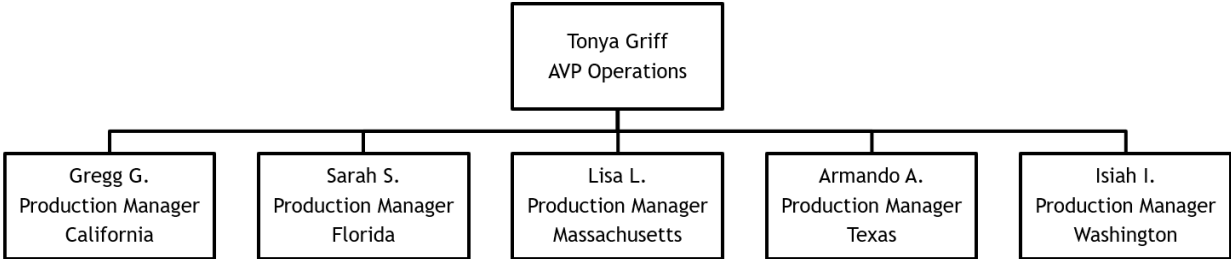 Tonya Griff
AVP Operations
Gregg G.
Production Manager
California
Sarah S.
Production Manager
Florida
Lisa L.
Production Manager
Massachusetts
Armando A.
Production Manager
Texas
Isiah I.
Production Manager
Washington